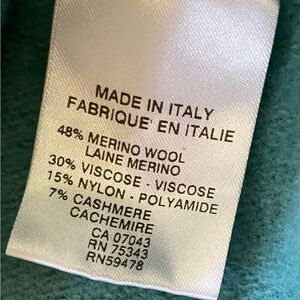 MADE IN ITALY
FABRIQUE EN ITALIE
48% MERINO WOOL
LAINE MERINO
30% VISCOSE - VISCOSE
15% NYLON - POLYAMIDE
7% CASHMERE
CACHEMIRE
CA 07043
RN 75343
RN59478